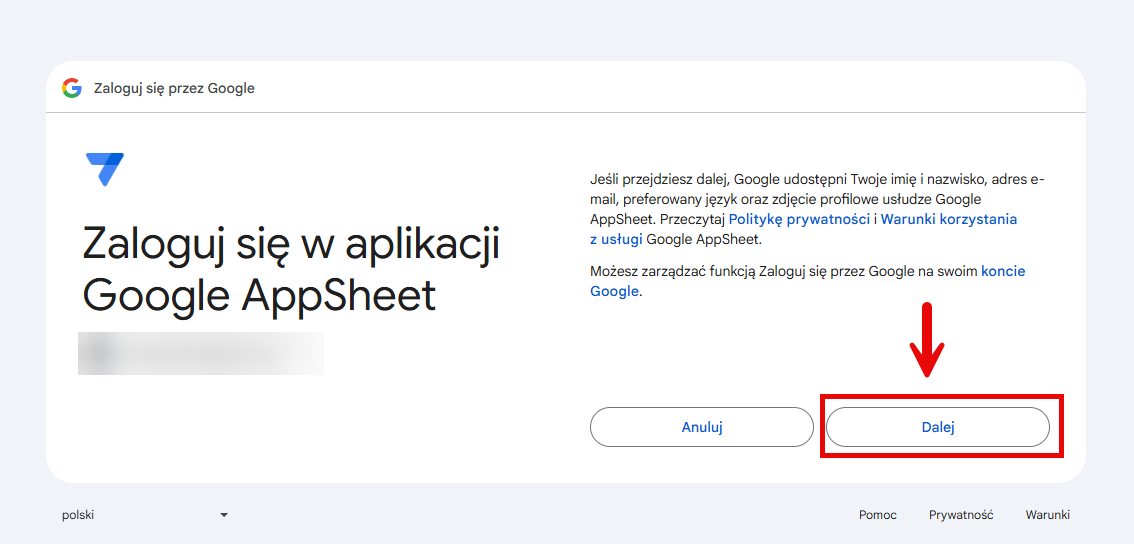 Zaloguj się przez Google
Zaloguj się w aplikacji
Google AppSheet
Jeśli przejdziesz dalej, Google udostępni Twoje imię i nazwisko, adres e-
mail, preferowany język oraz zdjęcie profilowe usłudze Google
AppSheet. Przeczytaj Politykę prywatności i Warunki korzystania
z usługi Google AppSheet.
Możesz zarządzać funkcją Zaloguj się przez Google na swoim koncie
Google.
Anuluj
Dalej
polski
Pomoc
Prywatność
Warunki